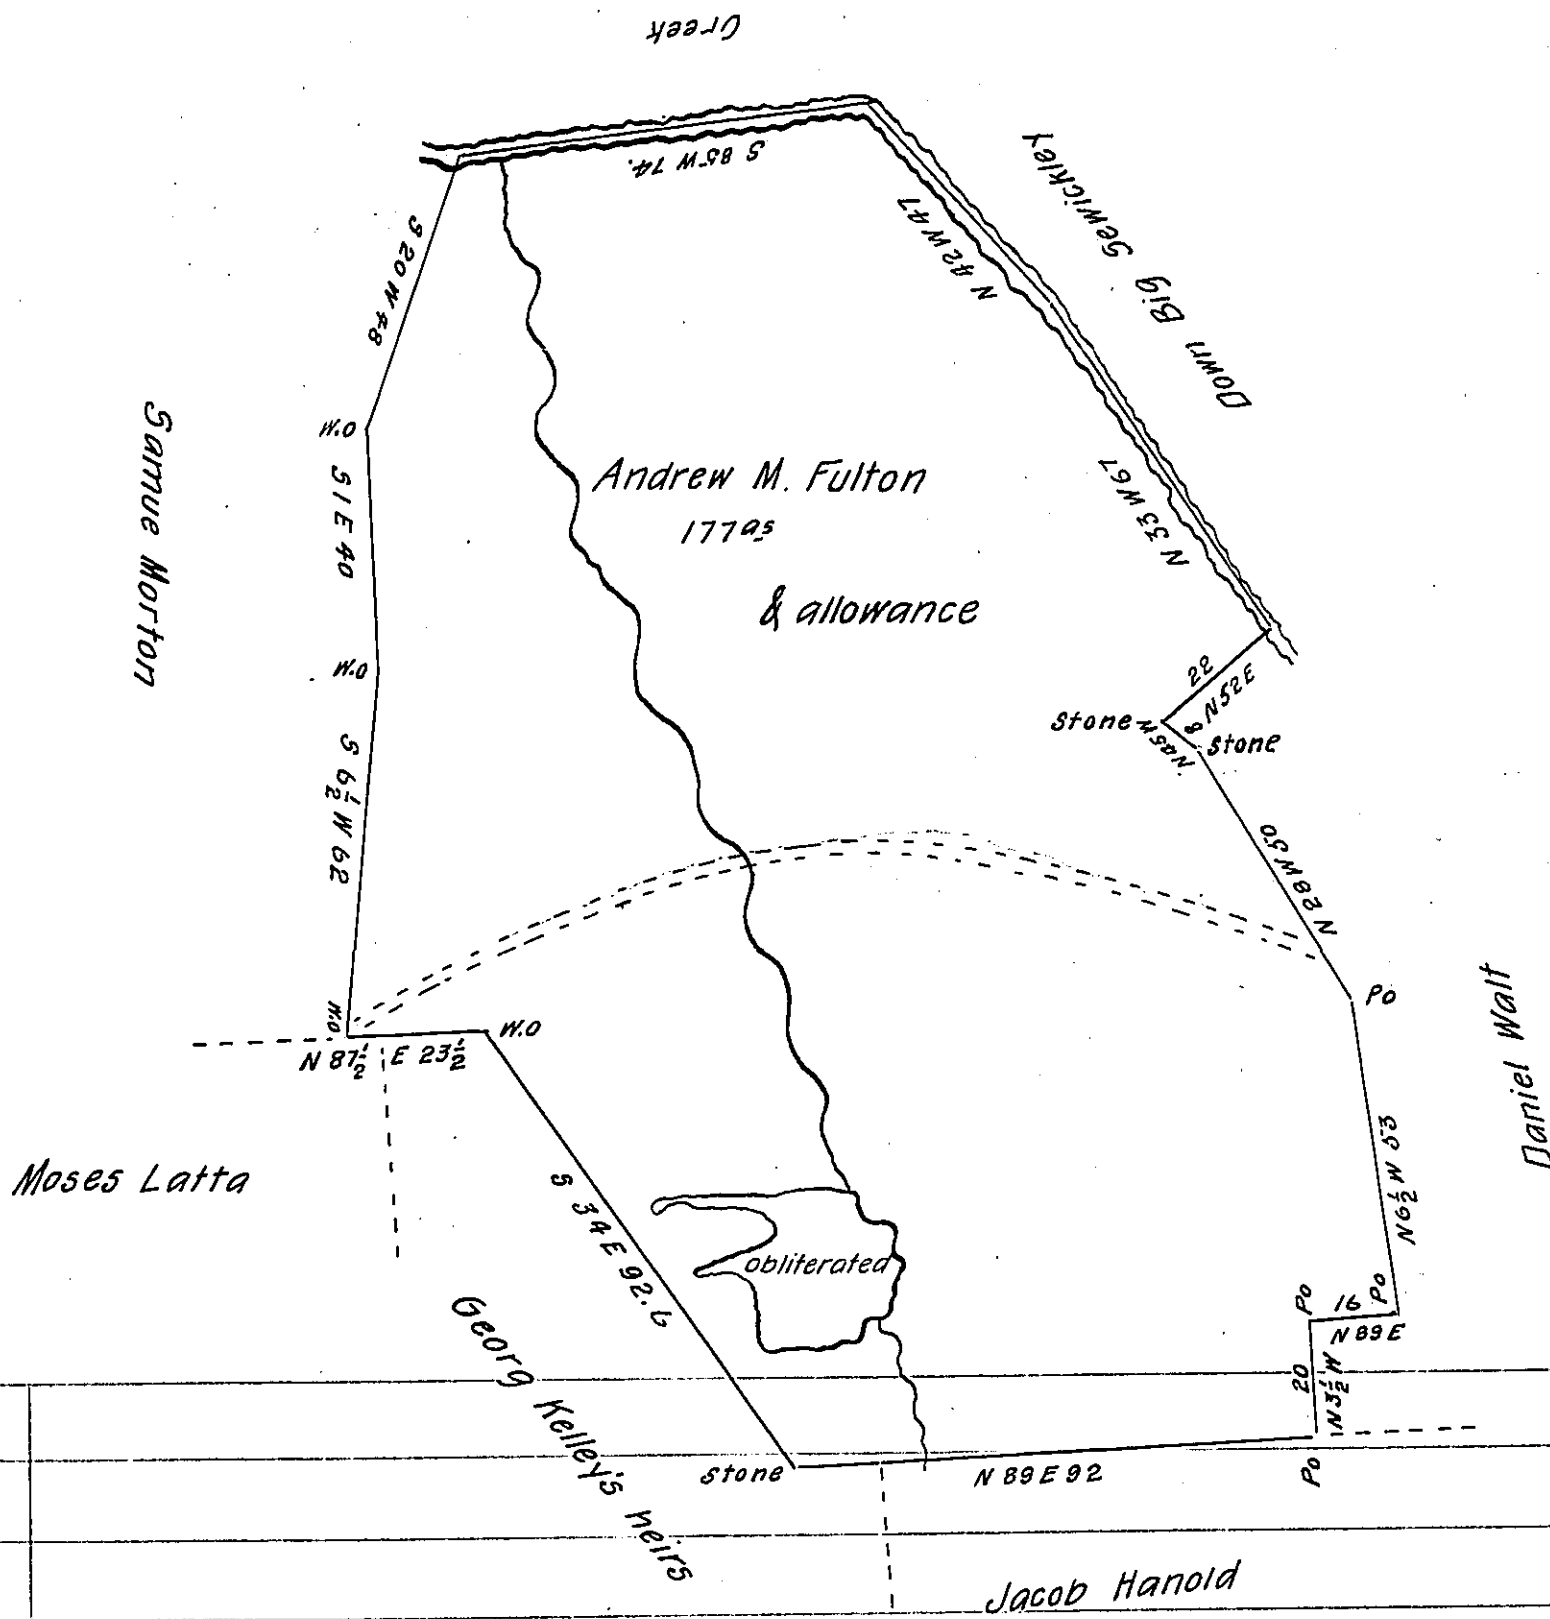 Creek
Down Big Sewickley
S 85 W 74.
N 42 W 47
N 33 W 67
S 20 W 48
W.O
S 1 E 40
W.O
S 6½ W 62
W.O
Samue Morton
Andrew M. Fulton
177 as
& allowance
22
N 52 E
Stone
8
Stone
N 28 W 50
Po
Daniel Walt
N 6½ W 53
Po
16
Po
N 89 E
20
N 3½ W
Po
N 87½ E 23½
W.O
Moses Latta
S 34 E 92.6
obliterated
Georg Kelley's heirs
Stone
N 89 E 92
Jacob Hanold